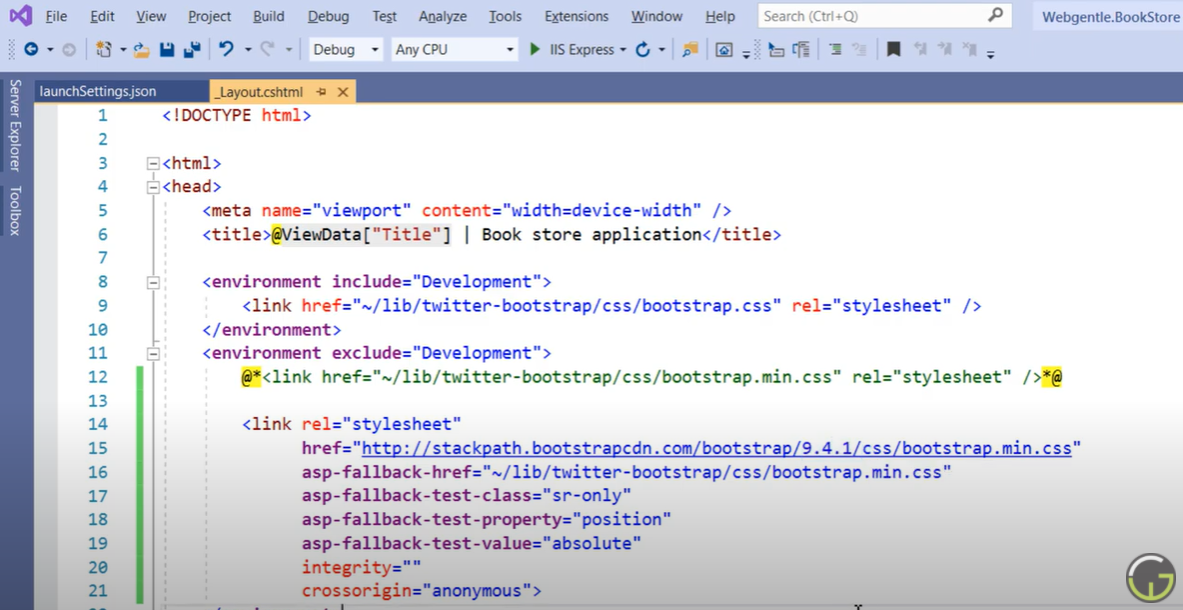 File Edit View Project Build Debug Test Analyze Tools Extensions Window Help Search (Ctrl+Q) Webgentle.BookStore
Debug Any CPU IIS Express
Server Explorer
Toolbox
launchSettings.json _Layout.cshtml
1 <!DOCTYPE html>
2
3 <html>
4 <head>
5 <meta name="viewport" content="width=device-width" />
6 <title>@ViewData["Title"] | Book store application</title>
7
8 <environment include="Development">
9 <link href="~/lib/twitter-bootstrap/css/bootstrap.css" rel="stylesheet" />
10 </environment>
11 <environment exclude="Development">
12 @*<link href="~/lib/twitter-bootstrap/css/bootstrap.min.css" rel="stylesheet" />*@
13
14 <link rel="stylesheet"
15 href="http://stackpath.bootstrapcdn.com/bootstrap/9.4.1/css/bootstrap.min.css"
16 asp-fallback-href="~/lib/twitter-bootstrap/css/bootstrap.min.css"
17 asp-fallback-test-class="sr-only"
18 asp-fallback-test-property="position"
19 asp-fallback-test-value="absolute"
20 integrity=""
21 crossorigin="anonymous">